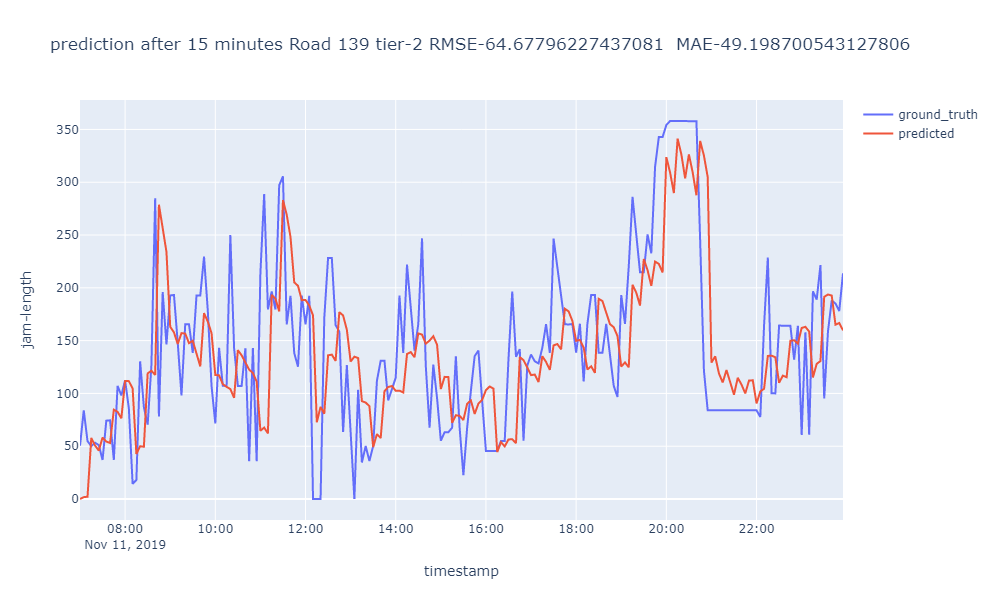 prediction after 15 minutes Road 139 tier-2 RMSE-64.67796227437081  MAE-49.198700543127806
ground_truth
predicted
jam-length
350
300
250
200
150
100
50
0
08:00 10:00 12:00 14:00 16:00 18:00 20:00 22:00
Nov 11, 2019
timestamp